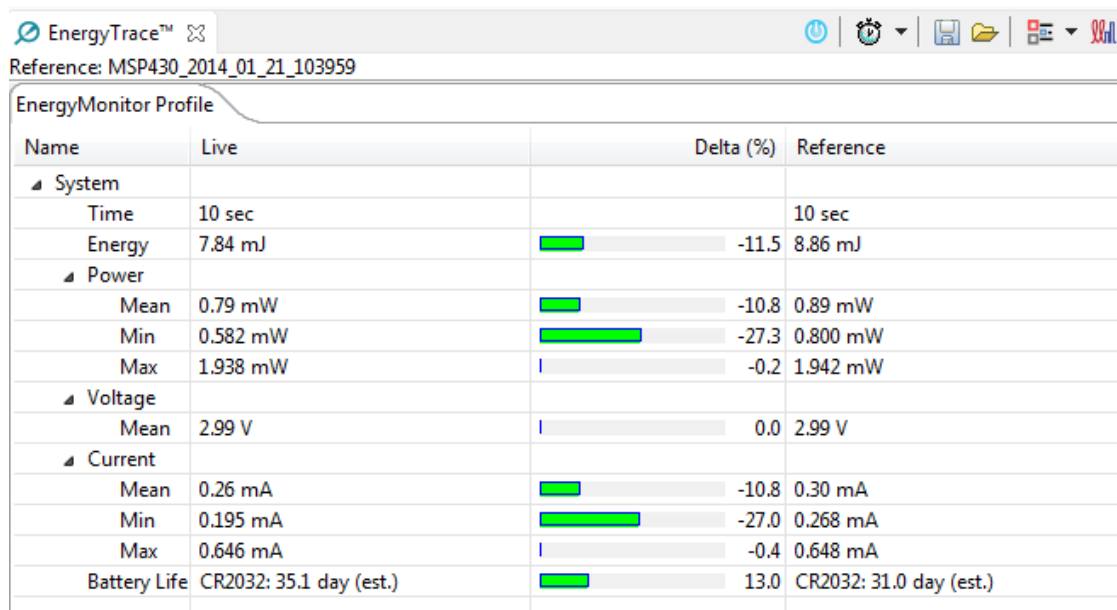 EnergyTrace™
Reference: MSP430_2014_01_21_103959
EnergyMonitor Profile
Name Live Delta (%) Reference
System
Time 10 sec 10 sec
Energy 7.84 mJ -11.5 8.86 mJ
Power
Mean 0.79 mW -10.8 0.89 mW
Min 0.582 mW -27.3 0.800 mW
Max 1.938 mW -0.2 1.942 mW
Voltage
Mean 2.99 V 0.0 2.99 V
Current
Mean 0.26 mA -10.8 0.30 mA
Min 0.195 mA -27.0 0.268 mA
Max 0.646 mA -0.4 0.648 mA
Battery Life CR2032: 35.1 day (est.) 13.0 CR2032: 31.0 day (est.)